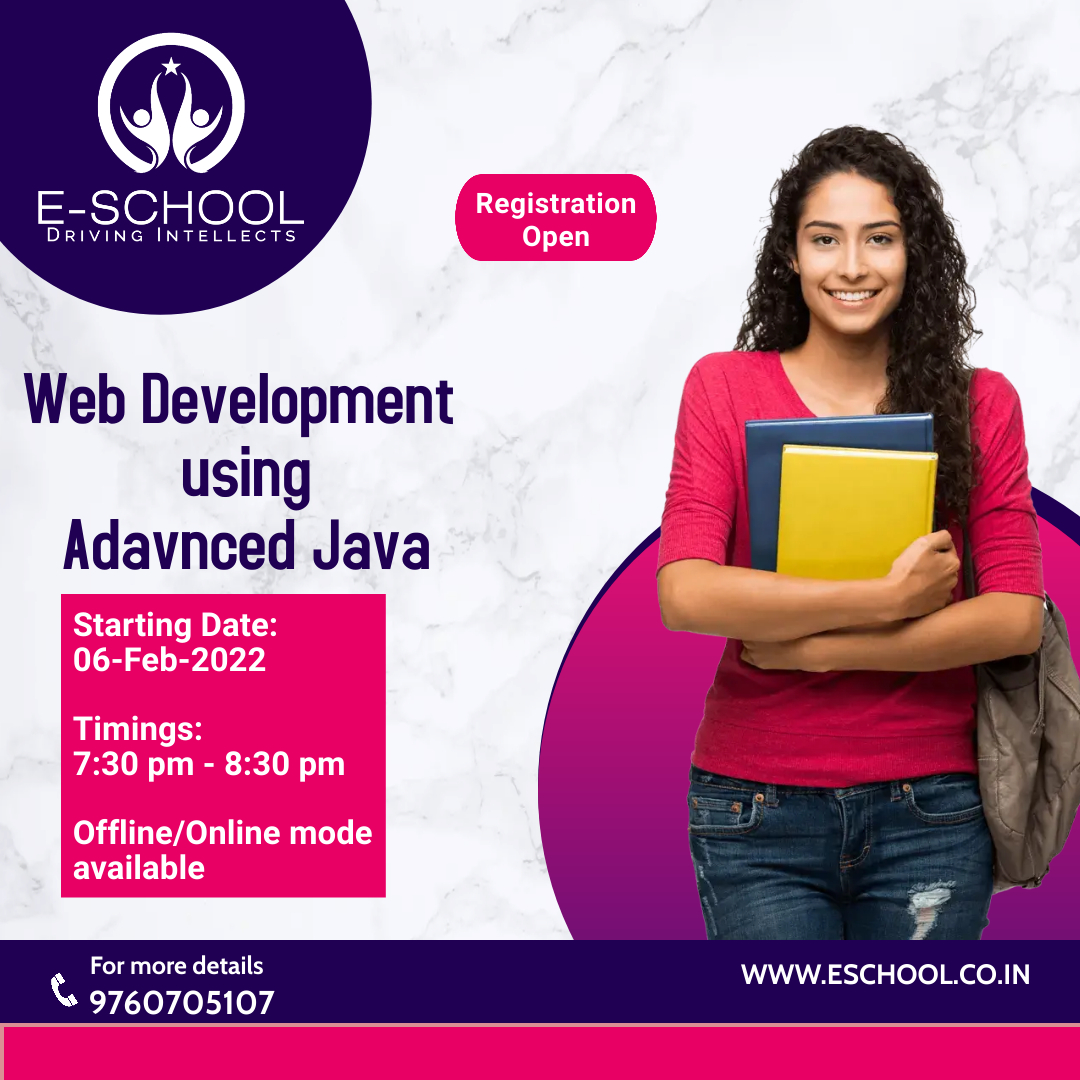 E-SCHOOL
DRIVING INTELLECTS
Registration
Open
Web Development
using
Adavnced Java
Starting Date:
06-Feb-2022
Timings:
7:30 pm - 8:30 pm
Offline/Online mode
available
For more details
9760705107
WWW.ESCHOOL.CO.IN